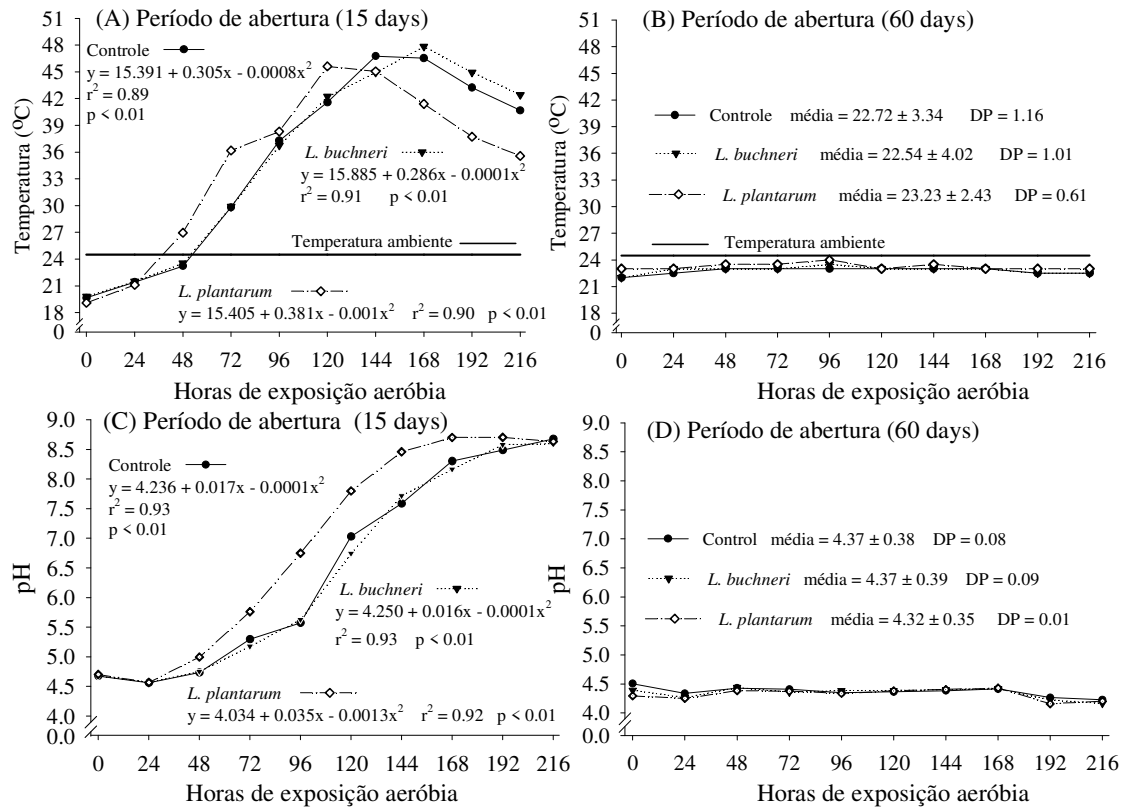 (A) Período de abertura (15 days)
Controle
y = 15.391 + 0.305x - 0.0008x²
r² = 0.89
p < 0.01
L. buchneri
y = 15.885 + 0.286x - 0.0001x²
r² = 0.91 p < 0.01
Temperatura ambiente
L. plantarum
y = 15.405 + 0.381x - 0.001x² r² = 0.90 p < 0.01
Temperatura (°C)
51
48
45
42
39
36
33
30
27
24
21
18
0
0 24 48 72 96 120 144 168 192 216
Horas de exposição aeróbia
(B) Período de abertura (60 days)
Controle média = 22.72 ± 3.34 DP = 1.16
L. buchneri média = 22.54 ± 4.02 DP = 1.01
L. plantarum média = 23.23 ± 2.43 DP = 0.61
Temperatura ambiente
Temperatura (°C)
51
48
45
42
39
36
33
30
27
24
21
18
0
0 24 48 72 96 120 144 168 192 216
Horas de exposição aeróbia
(C) Período de abertura (15 days)
Controle
y = 4.236 + 0.017x - 0.0001x²
r² = 0.93
p < 0.01
L. buchneri
y = 4.250 + 0.016x - 0.0001x²
r² = 0.93 p < 0.01
L. plantarum
y = 4.034 + 0.035x - 0.0013x² r² = 0.92 p < 0.01
pH
9.0
8.5
8.0
7.5
7.0
6.5
6.0
5.5
5.0
4.5
4.0
0.0
0 24 48 72 96 120 144 168 192 216
Horas de exposição aeróbia
(D) Período de abertura (60 days)
Control média = 4.37 ± 0.38 DP = 0.08
L. buchneri média = 4.37 ± 0.39 DP = 0.09
L. plantarum média = 4.32 ± 0.35 DP = 0.01
pH
9.0
8.5
8.0
7.5
7.0
6.5
6.0
5.5
5.0
4.5
4.0
0.0
0 24 48 72 96 120 144 168 192 216
Horas de exposição aeróbia